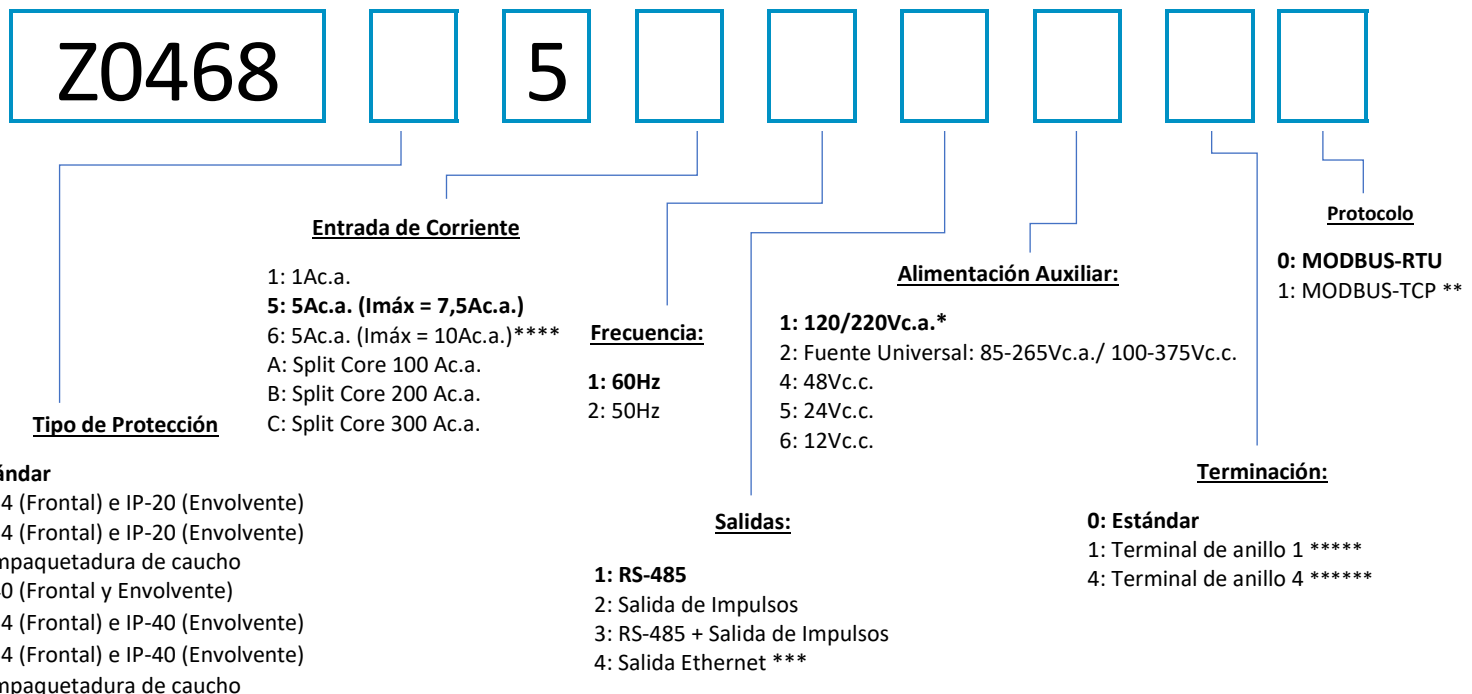 Z0468 5
Entrada de Corriente
1: 1Ac.a.
5: 5Ac.a. (Imáx = 7,5Ac.a.)
6: 5Ac.a. (Imáx = 10Ac.a.)****
A: Split Core 100 Ac.a.
B: Split Core 200 Ac.a.
C: Split Core 300 Ac.a.
Frecuencia:
1: 60Hz
2: 50Hz
Alimentación Auxiliar:
1: 120/220Vc.a.*
2: Fuente Universal: 85-265Vc.a./ 100-375Vc.c.
4: 48Vc.c.
5: 24Vc.c.
6: 12Vc.c.
Protocolo
0: MODBUS-RTU
1: MODBUS-TCP **
Tipo de Protección
ándar
4 (Frontal) e IP-20 (Envolvente)
4 (Frontal) e IP-20 (Envolvente)
mpaquetadura de caucho
0 (Frontal y Envolvente)
4 (Frontal) e IP-40 (Envolvente)
4 (Frontal) e IP-40 (Envolvente)
mpaquetadura de caucho
Salidas:
1: RS-485
2: Salida de Impulsos
3: RS-485 + Salida de Impulsos
4: Salida Ethernet ***
Terminación:
0: Estándar
1: Terminal de anillo 1 *****
4: Terminal de anillo 4 ******